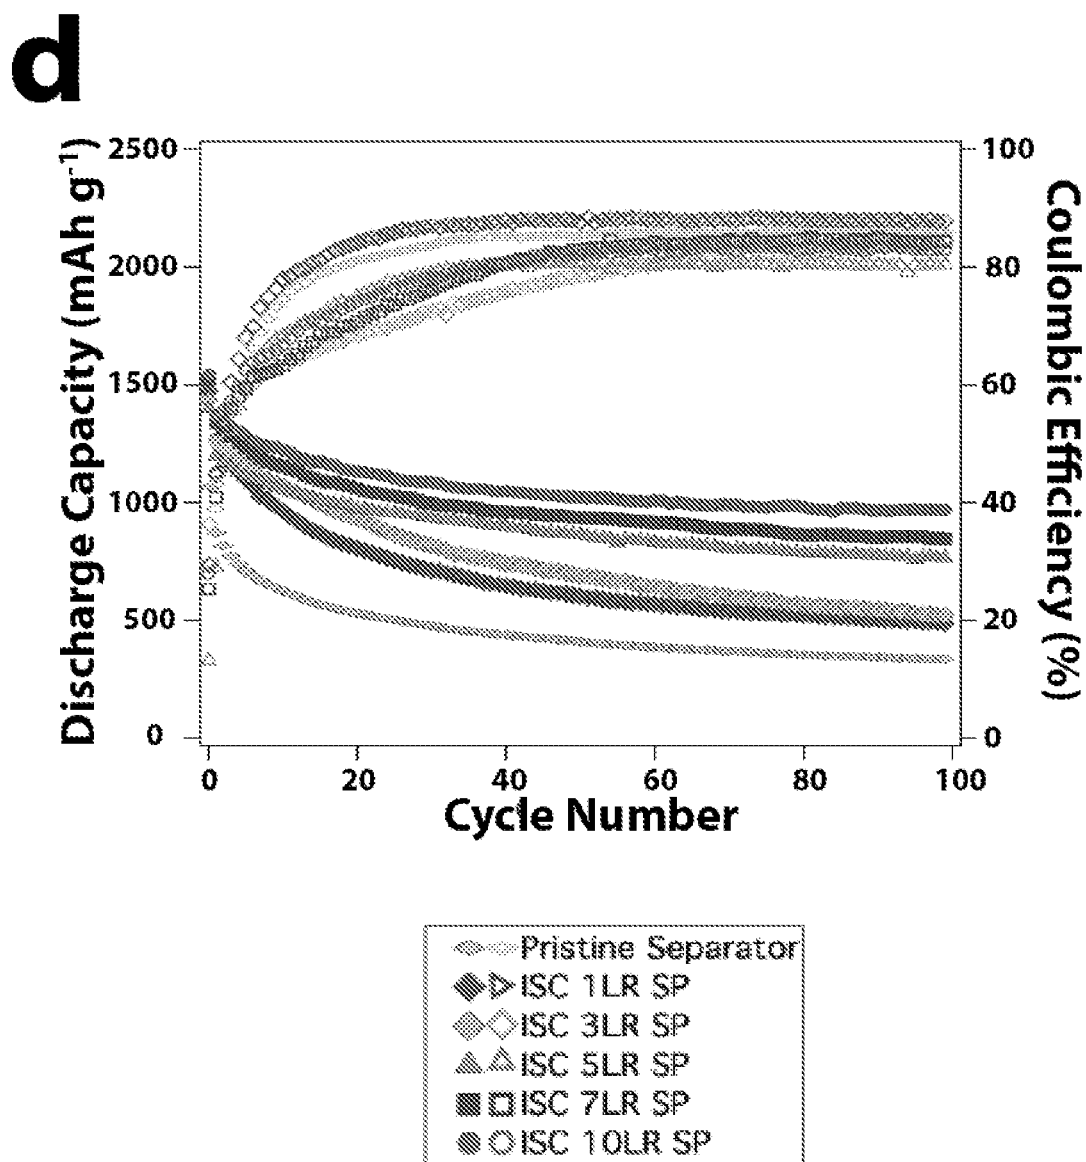 d
Discharge Capacity (mAh g-1)
2500
2000
1500
1000
500
0
100
80
60
40
20
0
Coulombic Efficiency (%)
0 20 40 60 80 100
Cycle Number
Pristine Separator
ISC 1LR SP
ISC 3LR SP
ISC 5LR SP
ISC 7LR SP
ISC 10LR SP